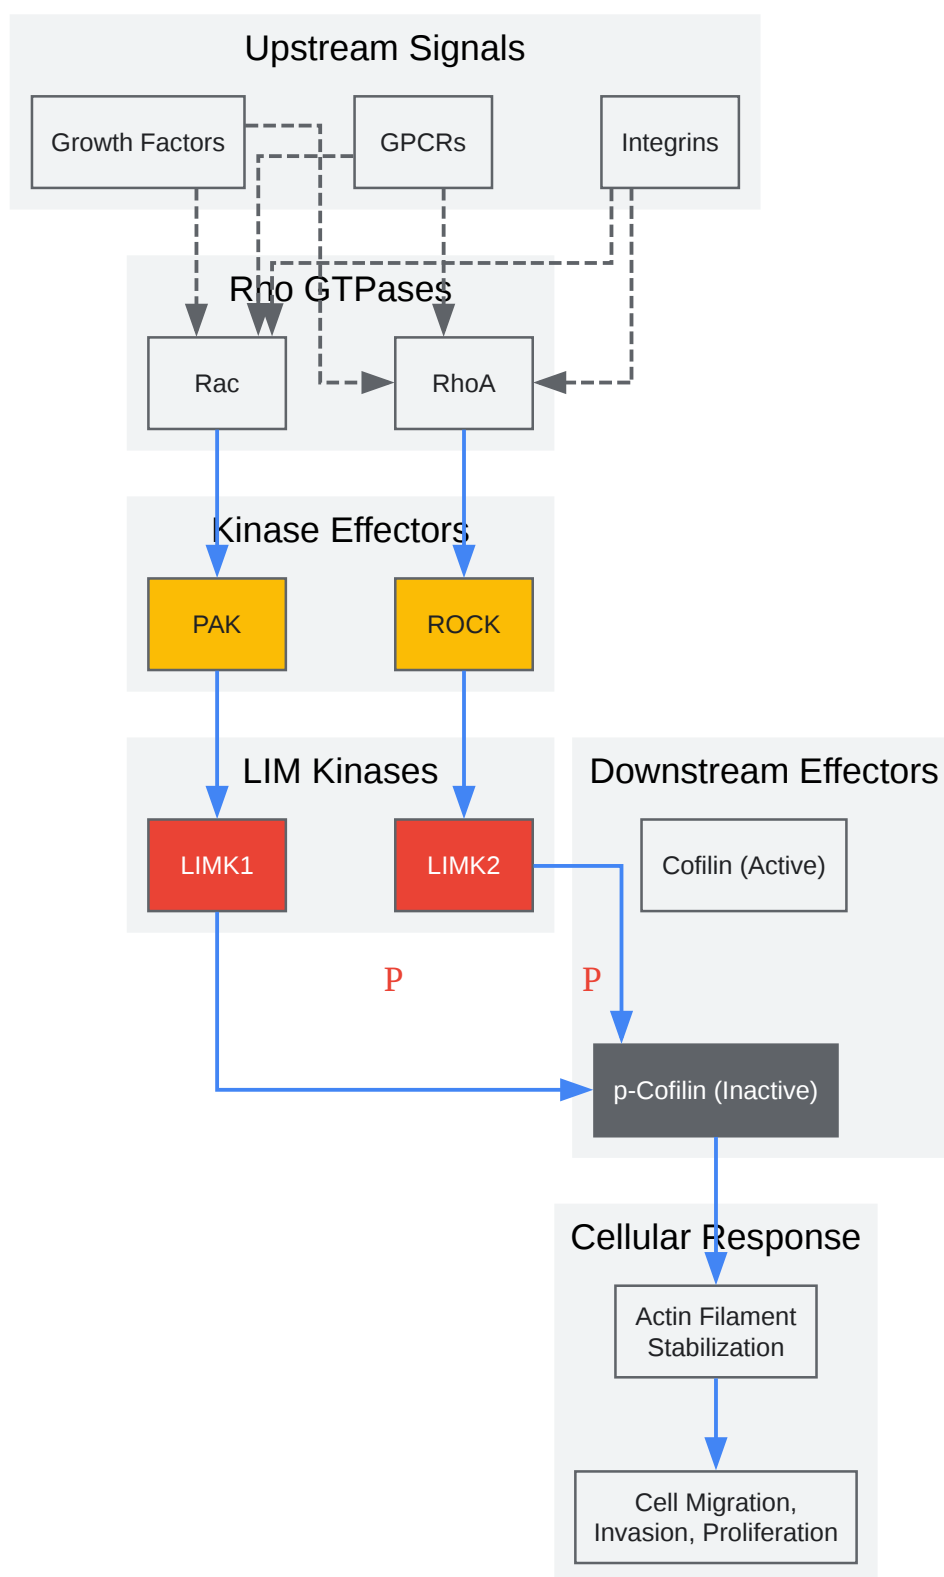 Upstream Signals
Growth Factors
GPCRs
Integrins
Rho GTPases
Rac
RhoA
Kinase Effectors
PAK
ROCK
LIM Kinases
Downstream Effectors
LIMK1
LIMK2
Cofilin (Active)
P
P
p-Cofilin (Inactive)
Cellular Response
Actin Filament
Stabilization
Cell Migration,
Invasion, Proliferation